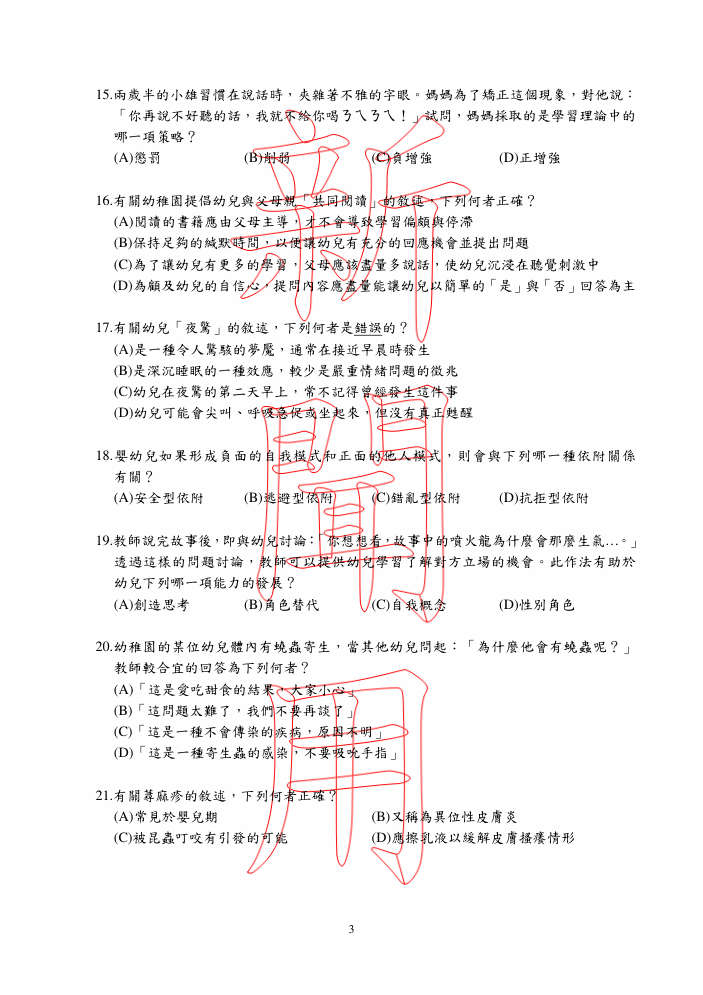 15.兩歲半的小雄習慣在說話時，夾雜著不雅的字眼。媽媽為了矯正這個現象，對他說：
「你再說不好聽的話，我就不給你喝ㄋㄟㄋㄟ！」試問，媽媽採取的是學習理論中的
哪一項策略？
(A)懲罰 (B)削弱 (C)負增強 (D)正增強
16.有關幼稚園提倡幼兒與父母親「共同閱讀」的敘述，下列何者正確？
(A)閱讀的書籍應由父母主導，才不會導致學習偏頗與停滯
(B)保持足夠的緘默時間，以便讓幼兒有充分的回應機會並提出問題
(C)為了讓幼兒有更多的學習，父母應該盡量多說話，使幼兒沉浸在聽覺刺激中
(D)為顧及幼兒的自信心，提問內容應盡量能讓幼兒以簡單的「是」與「否」回答為主
17.有關幼兒「夜驚」的敘述，下列何者是錯誤的？
(A)是一種令人驚駭的夢魘，通常在接近早晨時發生
(B)是深沉睡眠的一種效應，較少是嚴重情緒問題的徵兆
(C)幼兒在夜驚的第二天早上，常不記得曾經發生這件事
(D)幼兒可能會尖叫、呼吸急促或坐起來，但沒有真正甦醒
18.嬰幼兒如果形成負面的自我模式和正面的他人模式，則會與下列哪一種依附關係
有關？
(A)安全型依附 (B)逃避型依附 (C)錯亂型依附 (D)抗拒型依附
19.教師說完故事後，即與幼兒討論：「你想想看，故事中的噴火龍為什麼會那麼生氣…。」
透過這樣的問題討論，教師可以提供幼兒學習了解對方立場的機會。此作法有助於
幼兒下列哪一項能力的發展？
(A)創造思考 (B)角色替代 (C)自我概念 (D)性別角色
20.幼稚園的某位幼兒體內有蟯蟲寄生，當其他幼兒問起：「為什麼他會有蟯蟲呢？」
教師較合宜的回答為下列何者？
(A)「這是愛吃甜食的結果，大家小心」
(B)「這問題太難了，我們不要再談了」
(C)「這是一種不會傳染的疾病，原因不明」
(D)「這是一種寄生蟲的感染，不要吸吮手指」
21.有關蕁麻疹的敘述，下列何者正確？
(A)常見於嬰兒期 (B)又稱為異位性皮膚炎
(C)被昆蟲叮咬有引發的可能 (D)應擦乳液以緩解皮膚搔癢情形
新聞用
3